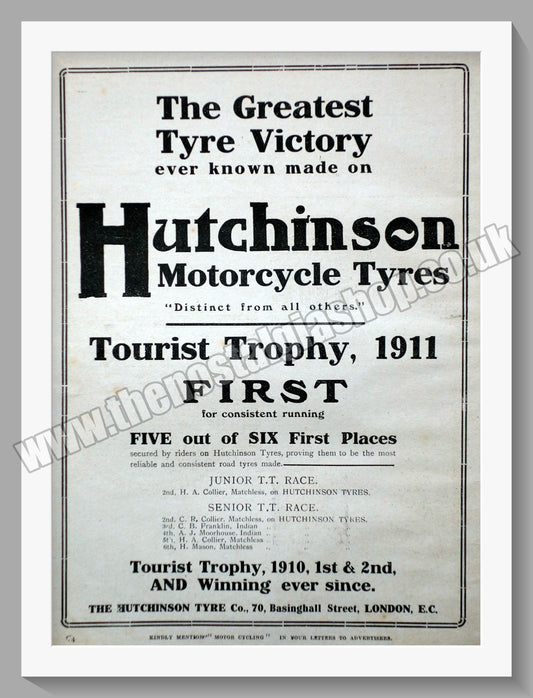 The Greatest
Tyre Victory
ever known made on
Hutchinson
Motorcycle Tyres
"Distinct from all others."
Tourist Trophy, 1911
FIRST
for consistent running
FIVE out of SIX First Places
secured by riders on Hutchinson Tyres, proving them to be the most
reliable and consistent road tyres made.
JUNIOR T.T. RACE.
2nd, H. A. Collier, Matchless, on HUTCHINSON TYRES.
SENIOR T.T. RACE.
2nd, C. R. Collier, Matchless, on HUTCHINSON TYRES.
3rd, C. B. Franklin, Indian " " "
4th, A. J. Moorhouse, Indian " " "
5th, H. A. Collier, Matchless " " "
6th, H. Mason, Matchless " " "
Tourist Trophy, 1910, 1st & 2nd,
AND Winning ever since.
THE HUTCHINSON TYRE Co., 70, Basinghall Street, LONDON, E.C.
KINDLY MENTION "MOTOR CYCLING" IN YOUR LETTERS TO ADVERTISERS.
www.thenostalgiashop.co.uk